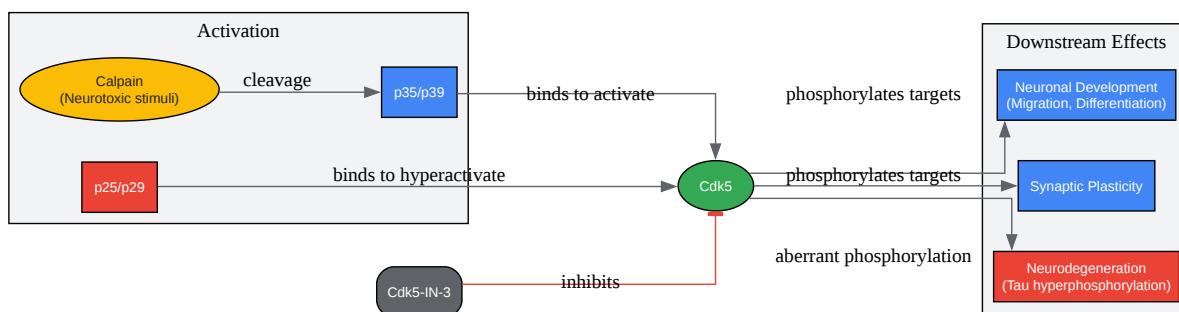 Activation
Downstream Effects
Calpain
(Neurotoxic stimuli)
cleavage
p35/p39
binds to activate
phosphorylates targets
Neuronal Development
(Migration, Differentiation)
p25/p29
binds to hyperactivate
Cdk5
phosphorylates targets
Synaptic Plasticity
aberrant phosphorylation
Neurodegeneration
(Tau hyperphosphorylation)
Cdk5-IN-3
inhibits